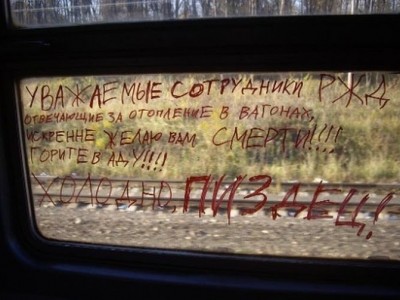 УВАЖАЕМЫЕ СОТРУДНИКИ РЖД
ОТВЕЧАЮЩИЕ ЗА ОТОПЛЕНИЕ В ВАГОНАХ,
ИСКРЕННЕ ЖЕЛАЮ ВАМ СМЕРТИ!!!!
ГОРИТЕ В АДУ!!!!
ХОЛОДНО, ПИЗДЕЦ!